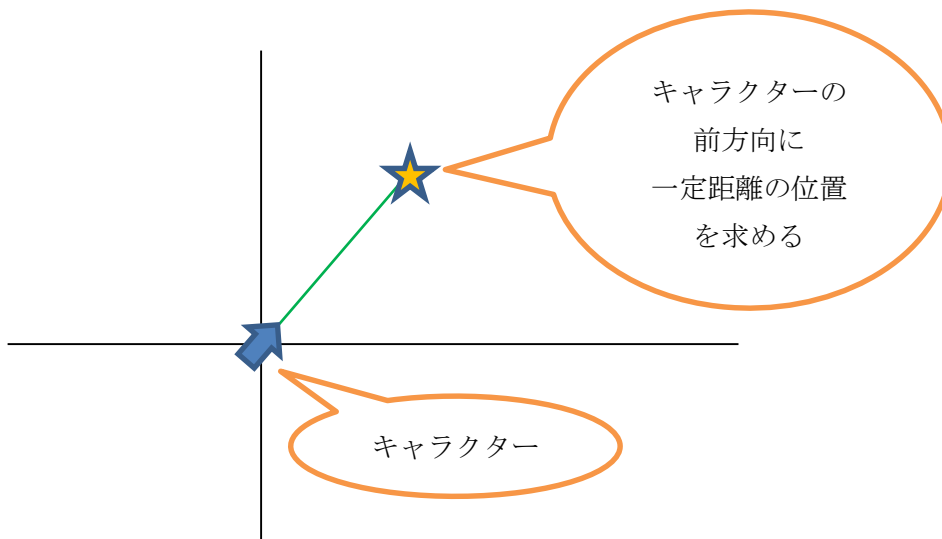 キャラクターの
前方向に
一定距離の位置
を求める
キャラクター